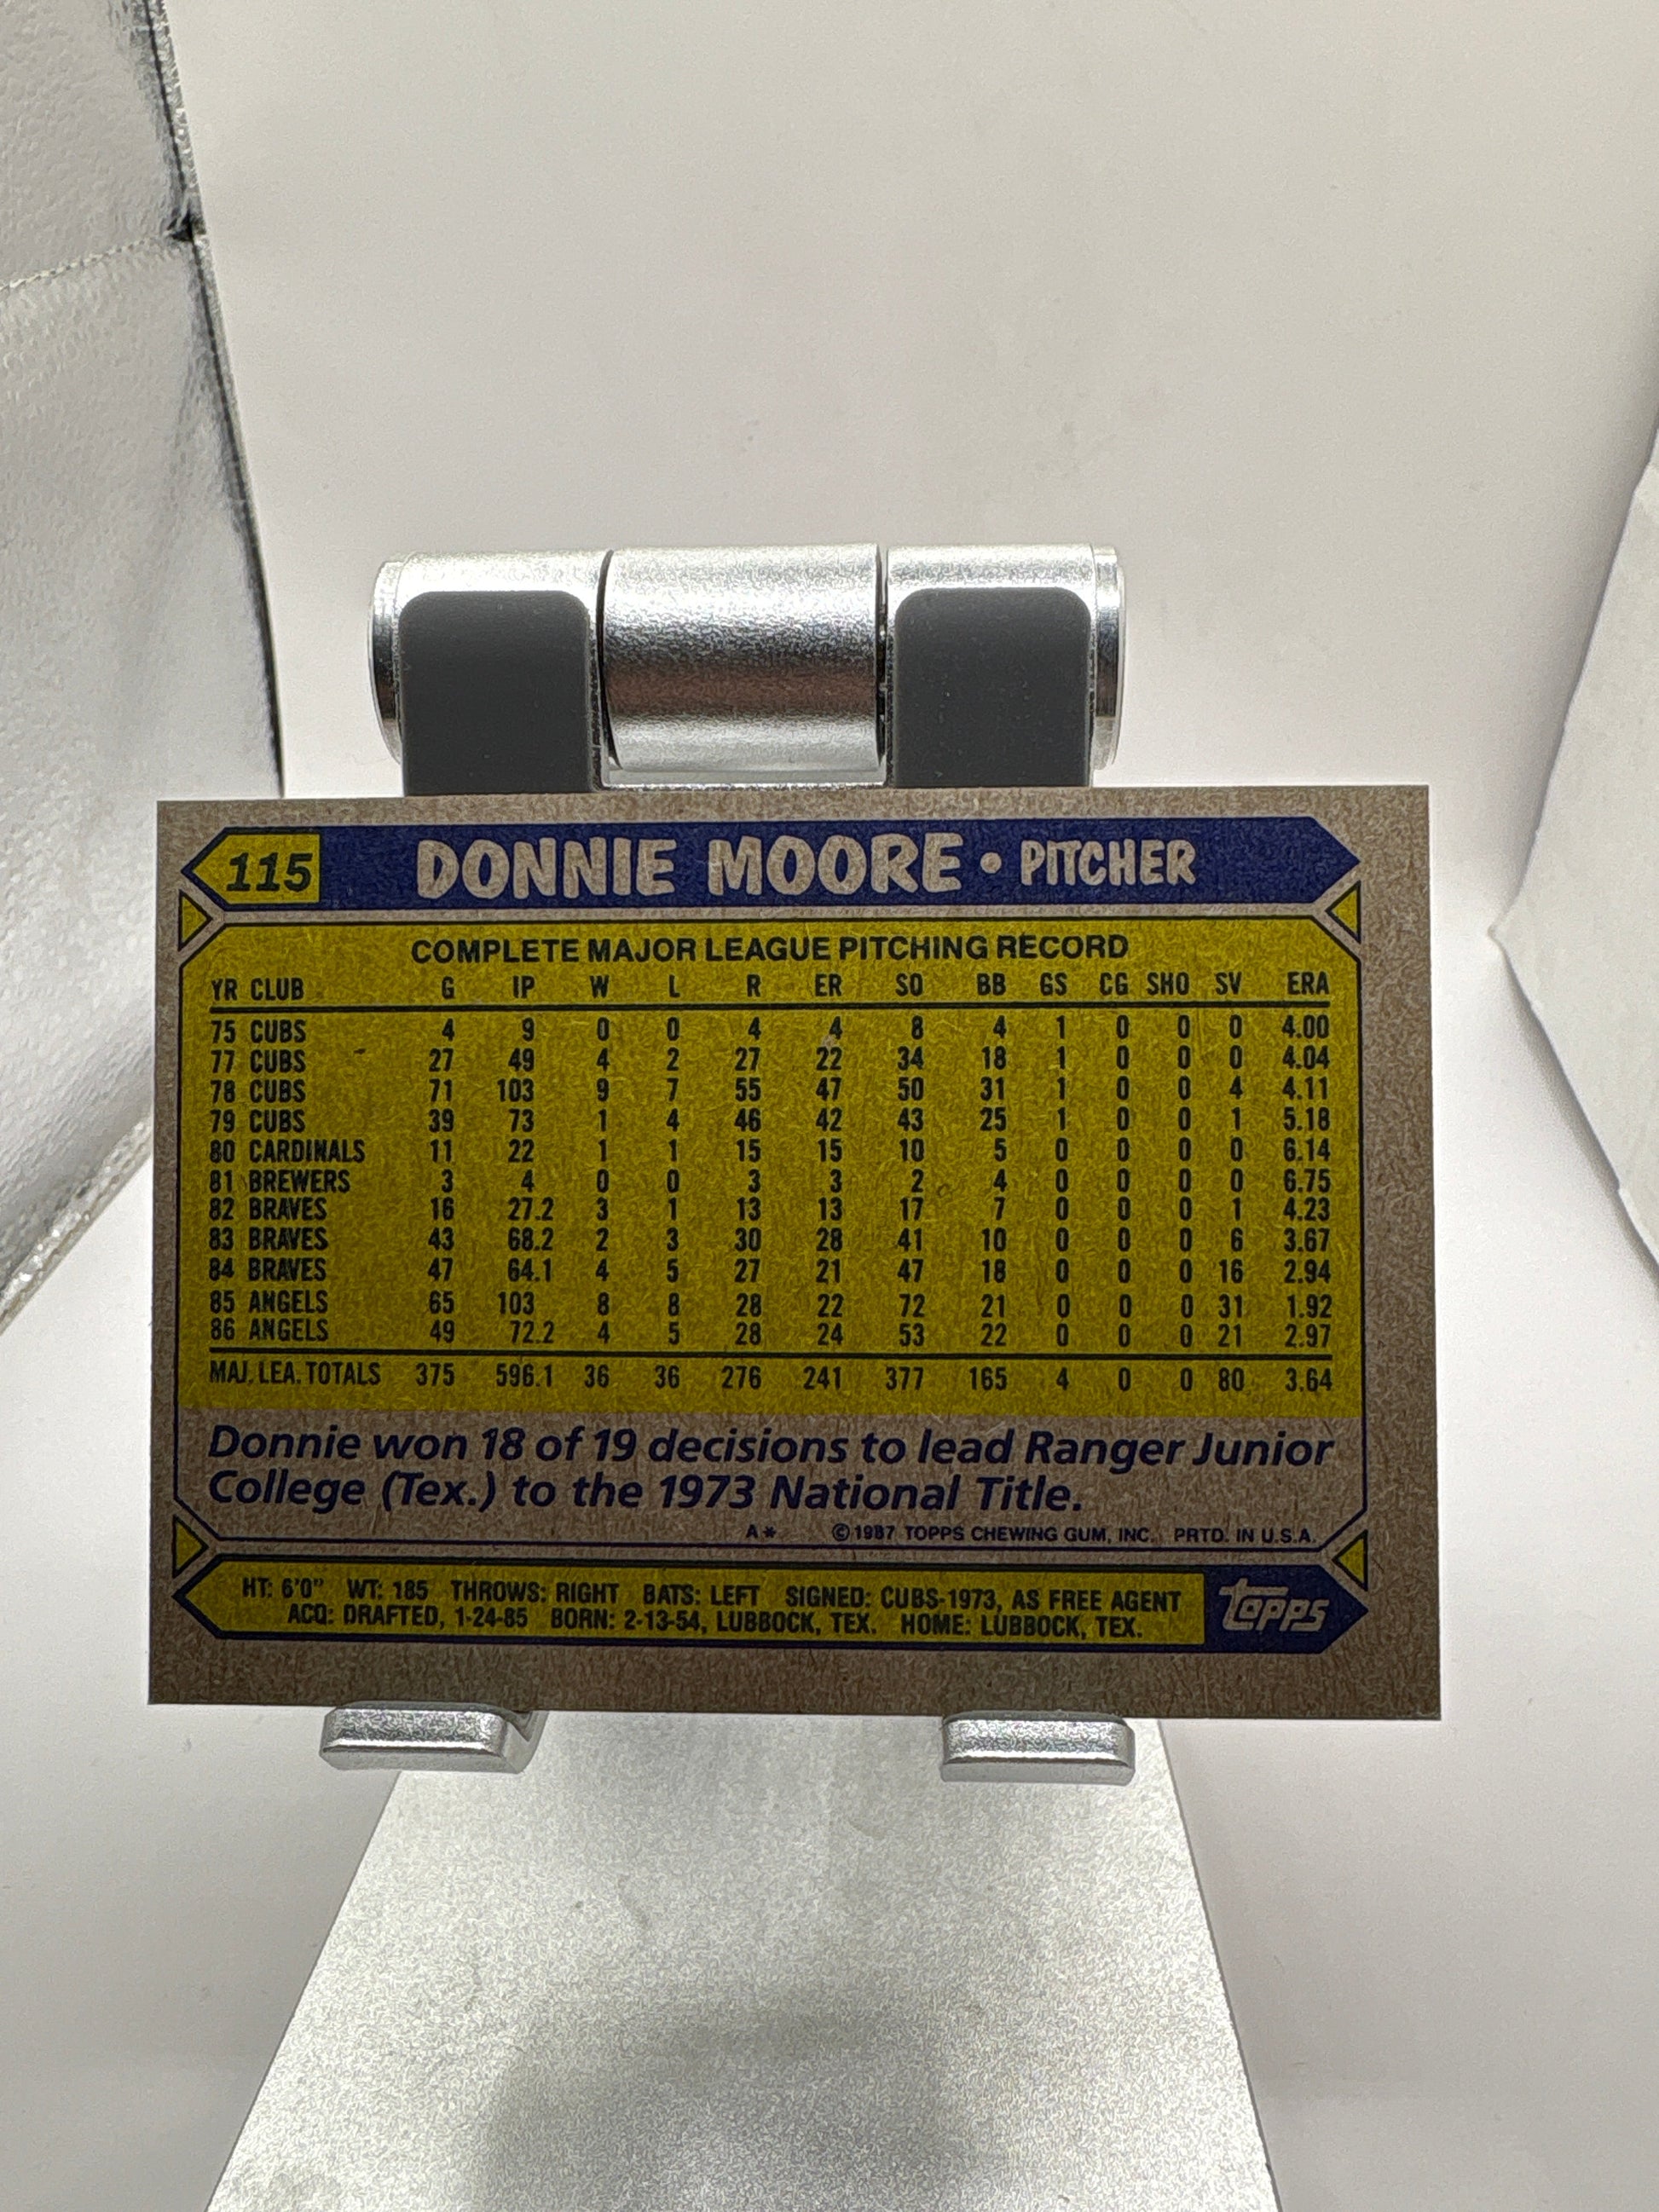 115 DONNIE MOORE • PITCHER
COMPLETE MAJOR LEAGUE PITCHING RECORD
YR CLUB G IP W L R ER SO BB GS CG SHO SV ERA
75 CUBS 4 9 0 0 4 4 8 4 1 0 0 0 4.00
77 CUBS 27 49 4 2 27 22 34 18 1 0 0 0 4.04
78 CUBS 71 103 9 7 55 47 50 31 1 0 0 4 4.11
79 CUBS 39 73 1 4 46 42 43 25 1 0 0 1 5.18
80 CARDINALS 11 22 1 1 15 15 10 5 0 0 0 0 6.14
81 BREWERS 3 4 0 0 3 3 2 4 0 0 0 0 6.75
82 BRAVES 16 27.2 3 1 13 13 17 7 0 0 0 1 4.23
83 BRAVES 43 68.2 2 3 30 28 41 10 0 0 0 6 3.67
84 BRAVES 47 64.1 4 5 27 21 47 18 0 0 0 16 2.94
85 ANGELS 65 103 8 8 28 22 72 21 0 0 0 31 1.92
86 ANGELS 49 72.2 4 5 28 24 53 22 0 0 0 21 2.97
MAJ. LEA. TOTALS 375 596.1 36 36 276 241 377 165 4 0 0 80 3.64
Donnie won 18 of 19 decisions to lead Ranger Junior
College (Tex.) to the 1973 National Title.
A* ©1987 TOPPS CHEWING GUM, INC. PRTD. IN U.S.A.
HT: 6'0" WT: 185 THROWS: RIGHT BATS: LEFT SIGNED: CUBS-1973, AS FREE AGENT
ACQ: DRAFTED, 1-24-85 BORN: 2-13-54, LUBBOCK, TEX. HOME: LUBBOCK, TEX.
topps